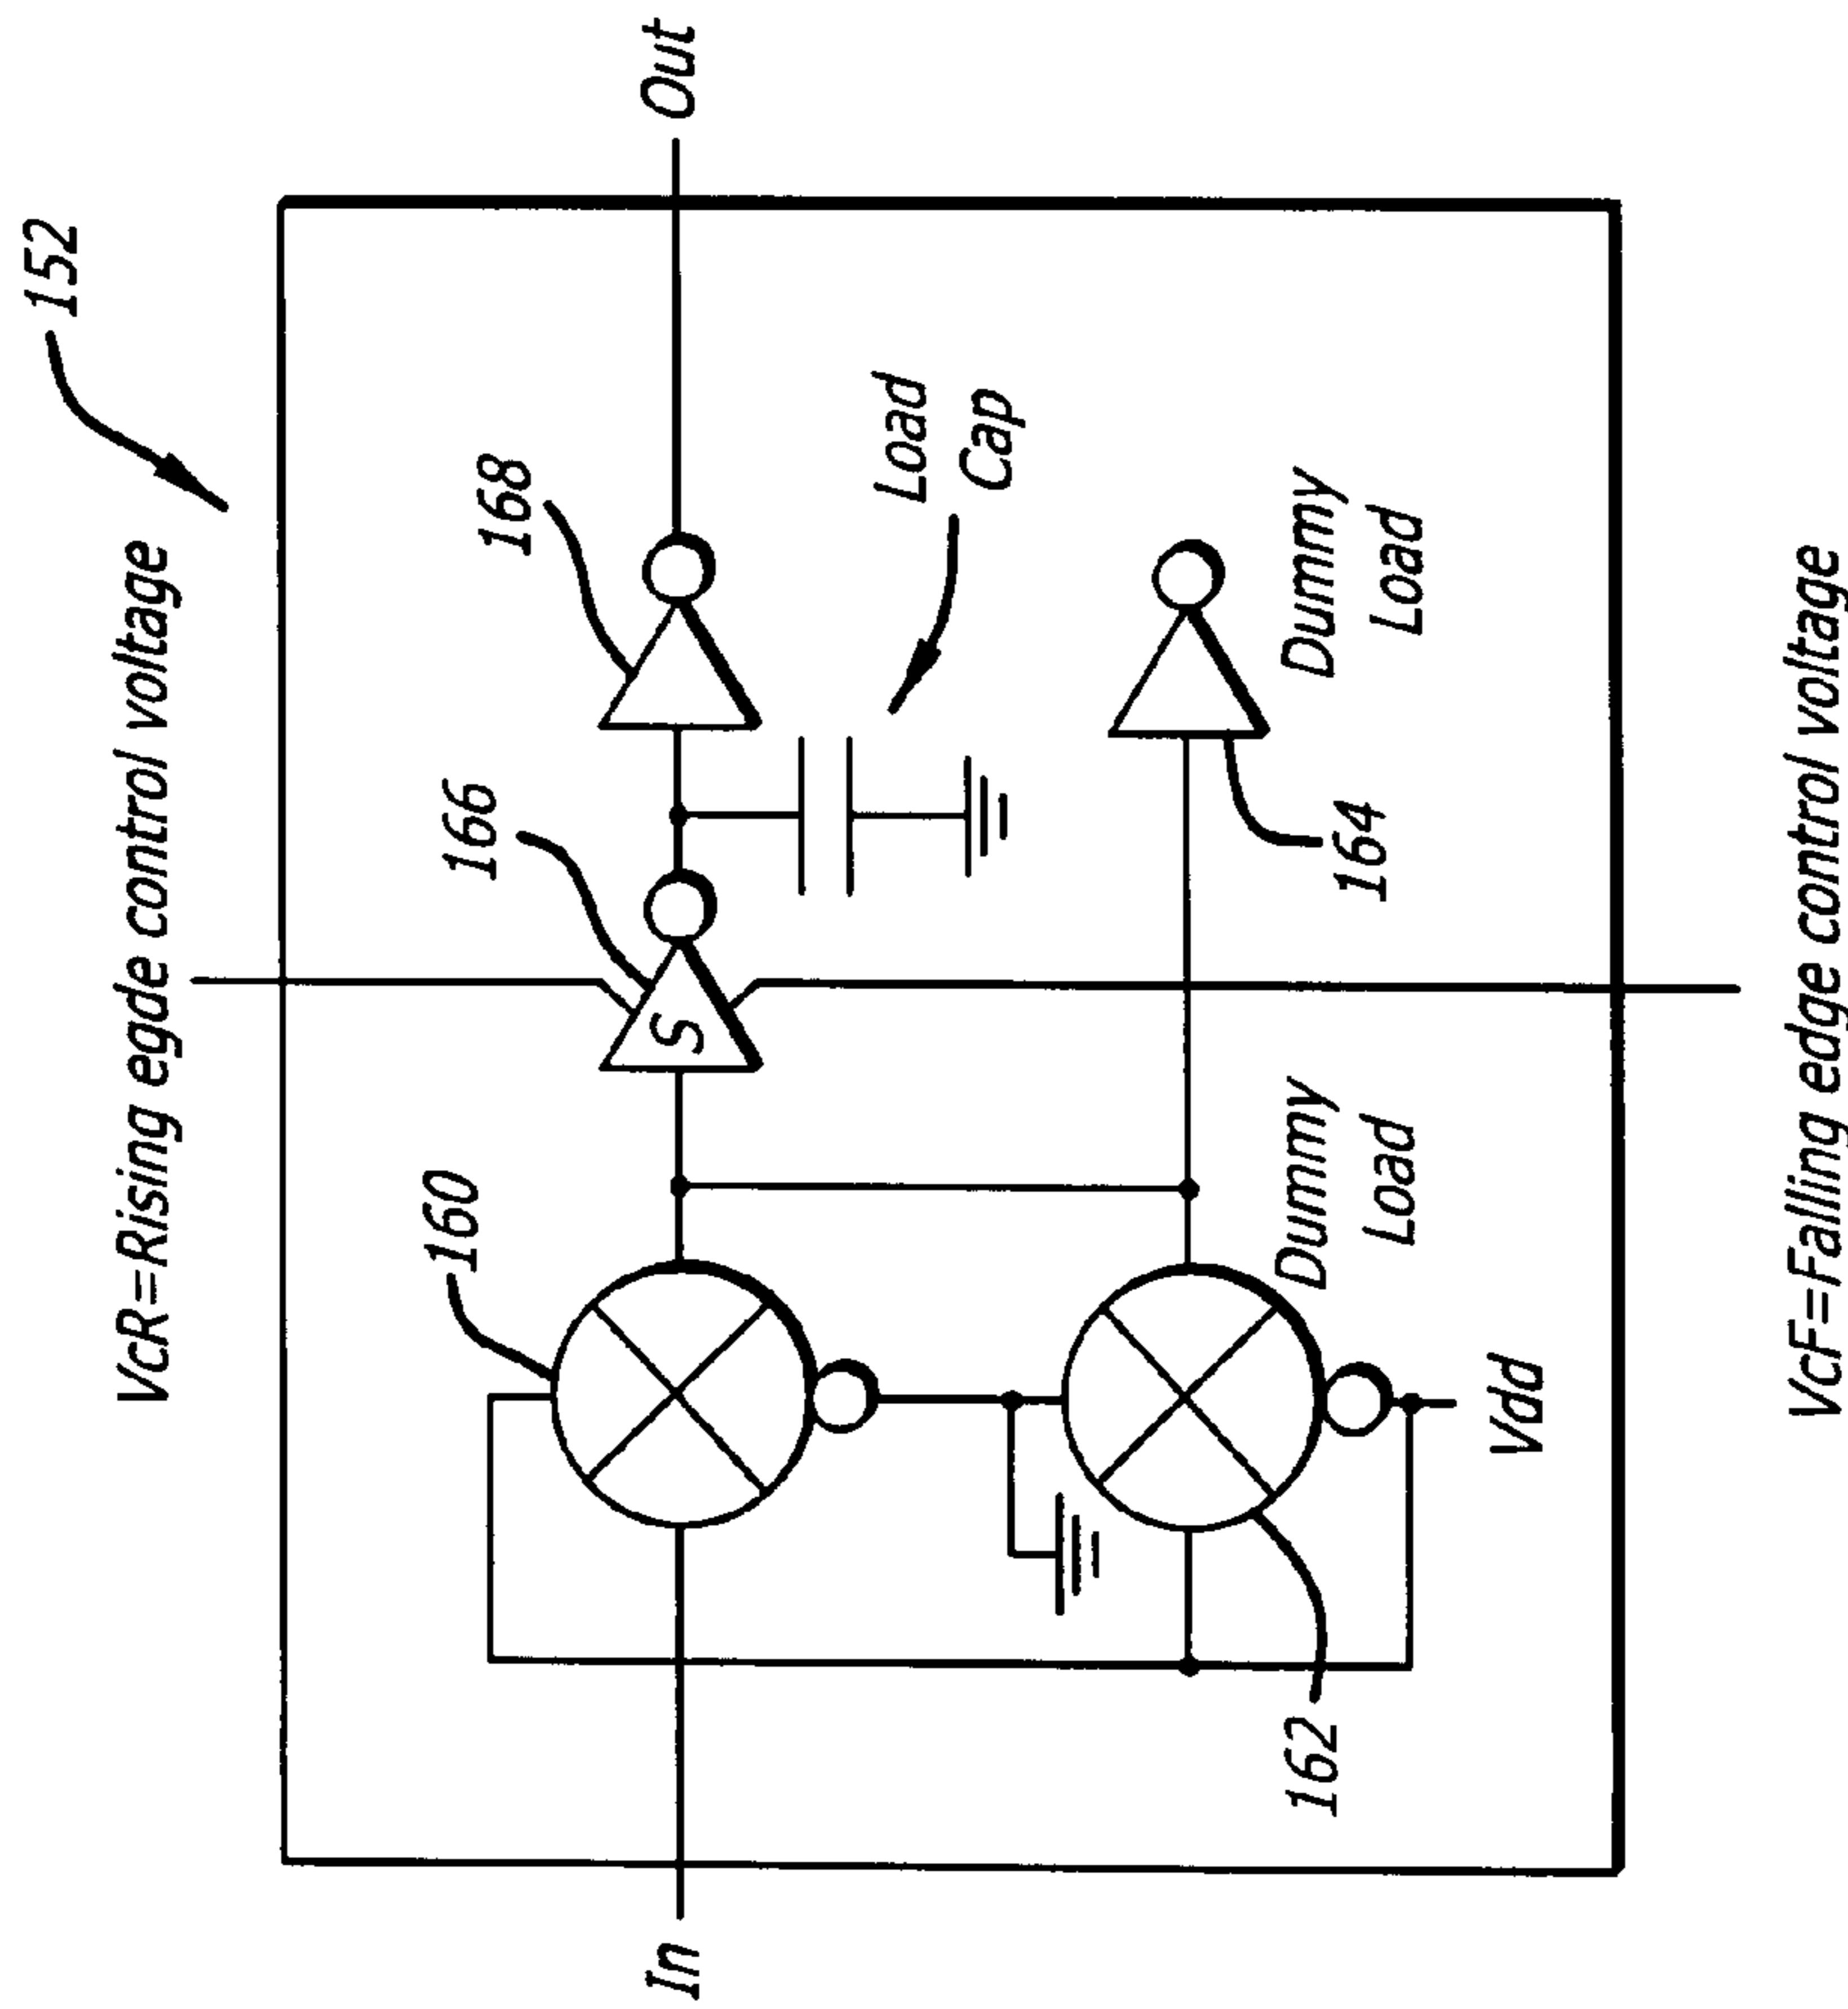 152
VcR=Rising egde control voltage
Out
168
166
160
Load
Cap
In
Dummy
Load
Dummy
Load
164
162
S
Vdd
VcF=Falling edge control voltage